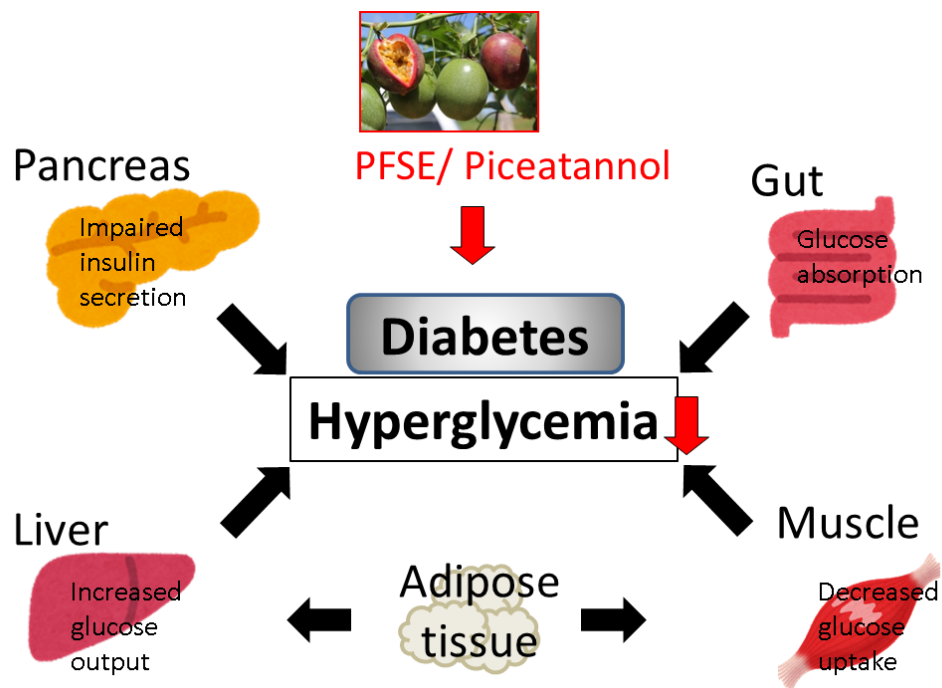 PFSE/ Piceatannol
Pancreas
Impaired
insulin
secretion
Gut
Glucose
absorption
Diabetes
Hyperglycemia
Liver
Increased
glucose
output
Adipose
tissue
Muscle
Decreased
glucose
uptake